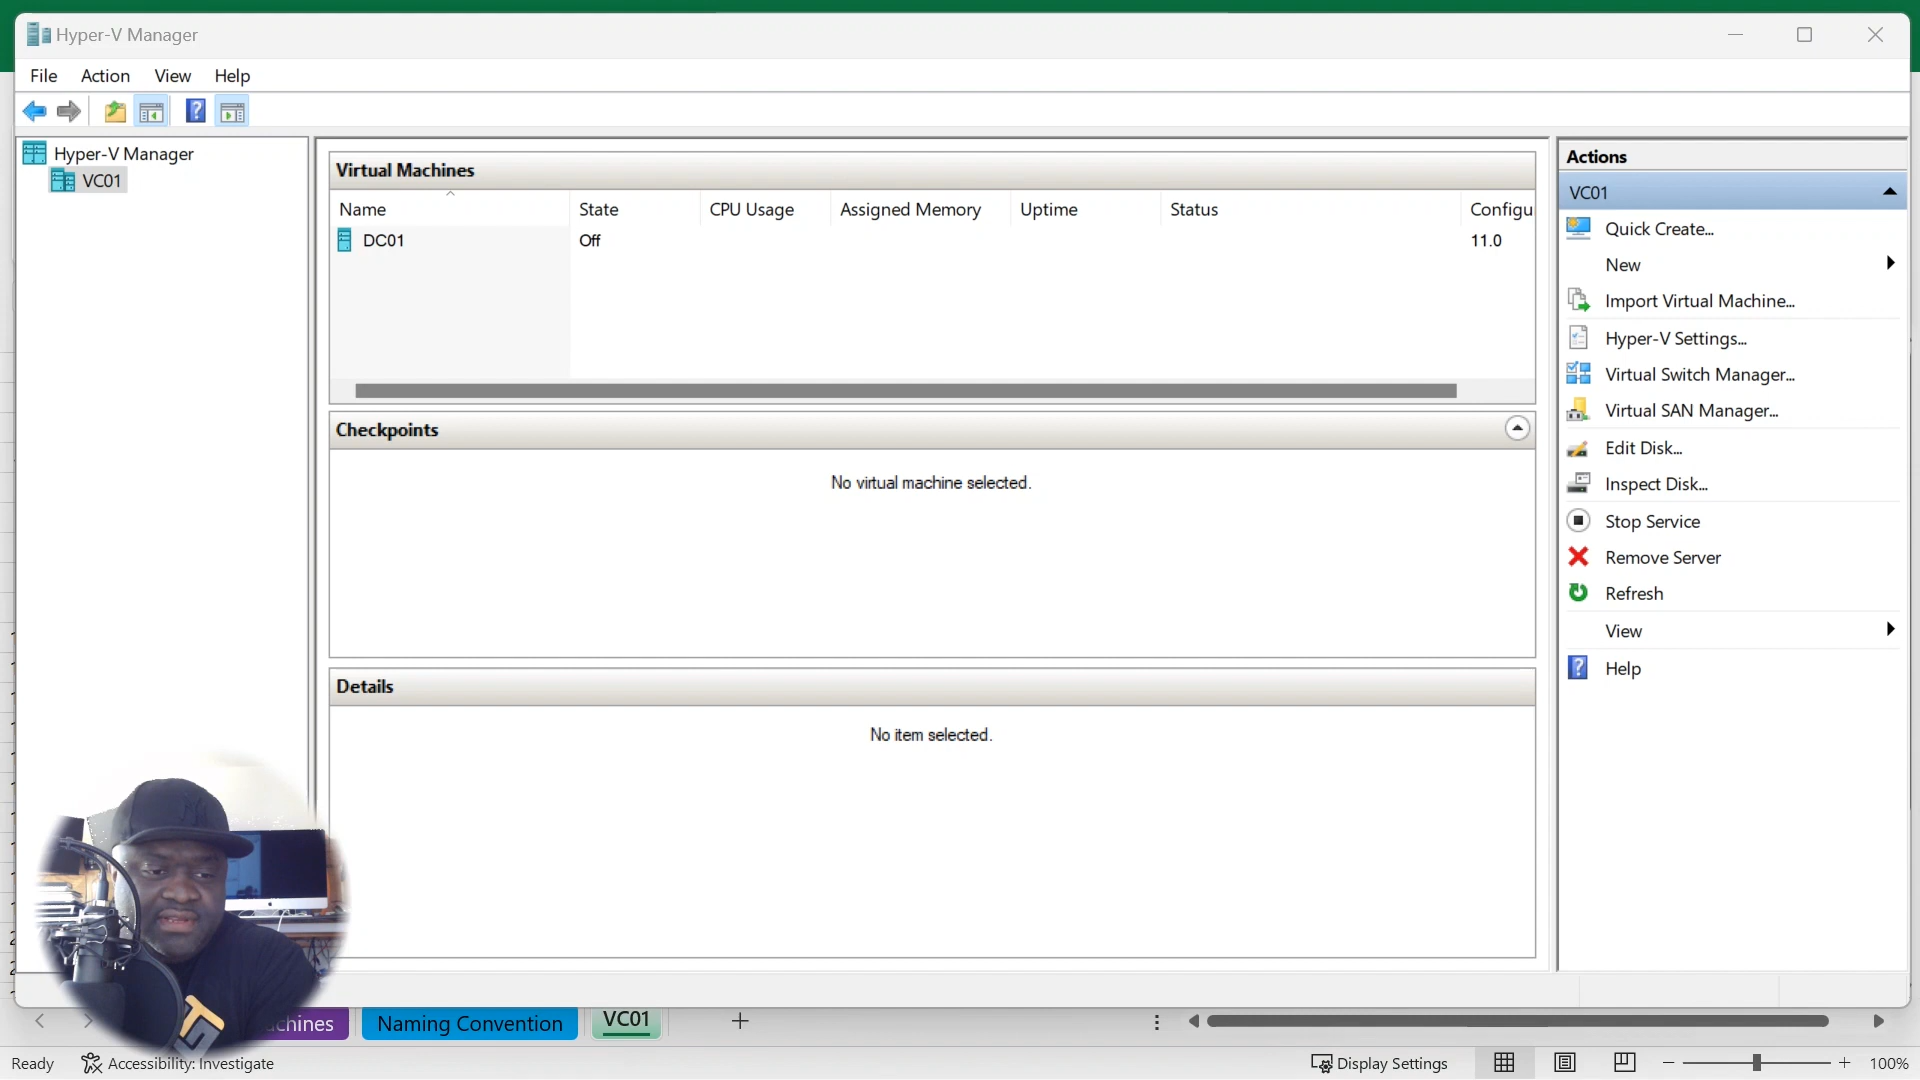 Hyper-V Manager
File Action View Help
Hyper-V Manager
VC01
Virtual Machines
Name State CPU Usage Assigned Memory Uptime Status Configu
DC01 Off 11.0
Checkpoints
No virtual machine selected.
Details
No item selected.
Actions
VC01
Quick Create...
New
Import Virtual Machine...
Hyper-V Settings...
Virtual Switch Manager...
Virtual SAN Manager...
Edit Disk...
Inspect Disk...
Stop Service
Remove Server
Refresh
View
Help
chines Naming Convention VC01
Ready Accessibility: Investigate Display Settings 100%